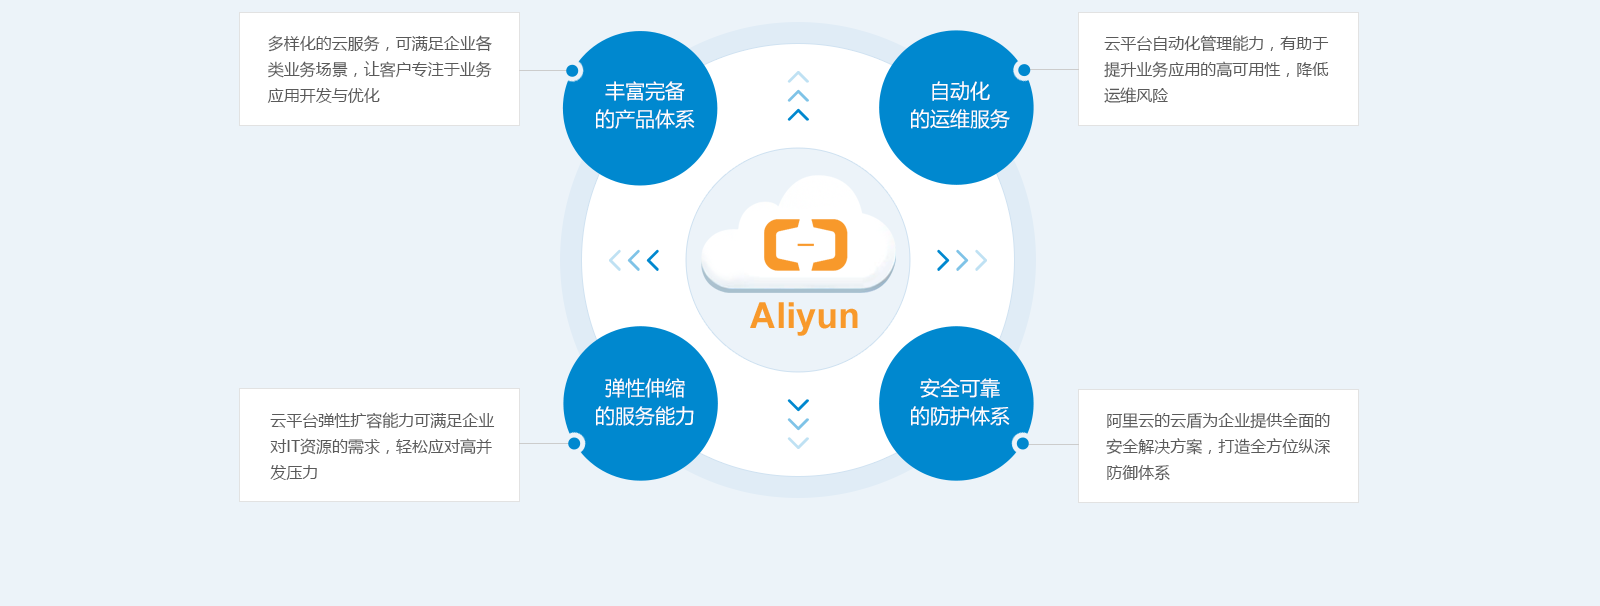 多样化的云服务，可满足企业各
类业务场景，让客户专注于业务
应用开发与优化
丰富完备
的产品体系
自动化
的运维服务
云平台自动化管理能力，有助于
提升业务应用的高可用性，降低
运维风险
Aliyun
云平台弹性扩容能力可满足企业
对IT资源的需求，轻松应对高并
发压力
弹性伸缩
的服务能力
安全可靠
的防护体系
阿里云的云盾为企业提供全面的
安全解决方案，打造全方位纵深
防御体系